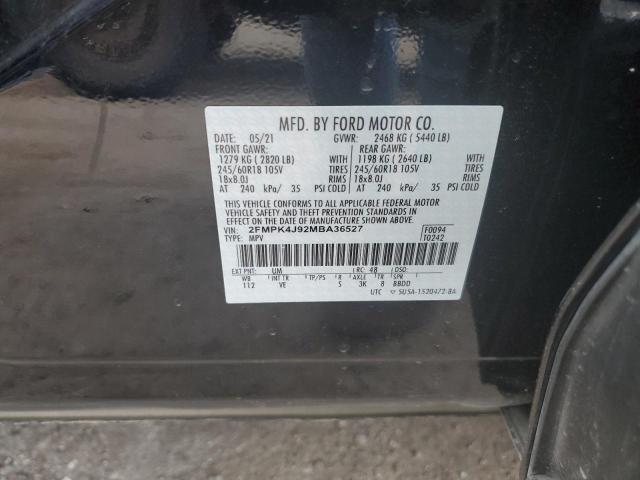 MFD. BY FORD MOTOR CO.
DATE: 05/21 GVWR: 2468 KG ( 5440 LB)
FRONT GAWR: REAR GAWR:
1279 KG ( 2820 LB) WITH 1198 KG ( 2640 LB) WITH
245/60R18 105V TIRES 245/60R18 105V TIRES
18x8.0J RIMS 18x8.0J RIMS
AT 240 kPa/ 35 PSI COLD AT 240 kPa/ 35 PSI COLD
THIS VEHICLE CONFORMS TO ALL APPLICABLE FEDERAL MOTOR
VEHICLE SAFETY AND THEFT PREVENTION STANDARDS IN
EFFECT ON THE DATE OF MANUFACTURE SHOWN ABOVE.
VIN: 2FMPK4J92MBA36527 F0094
TYPE: MPV T0242
EXT PNT: UM RC: 48 DSO:
WB INT TR TP/PS R AXLE TR SPR
112 VE S 3K 8 BBDD
UTC 5U5A-1520472-BA